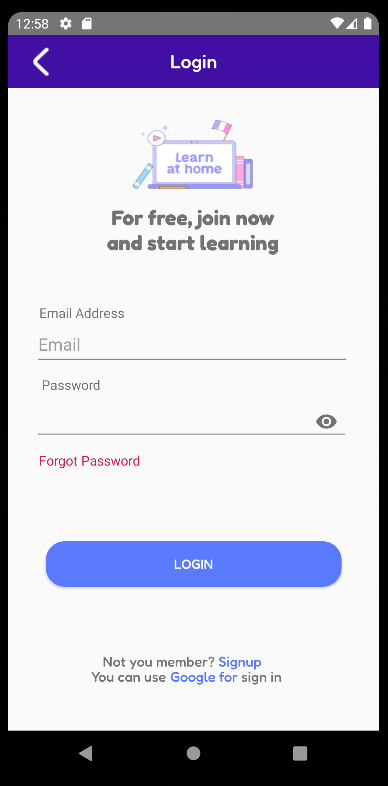 12:58
Login
Learn
at home
For free, join now
and start learning
Email Address
Email
Password
Forgot Password
LOGIN
Not you member? Signup
You can use Google for sign in